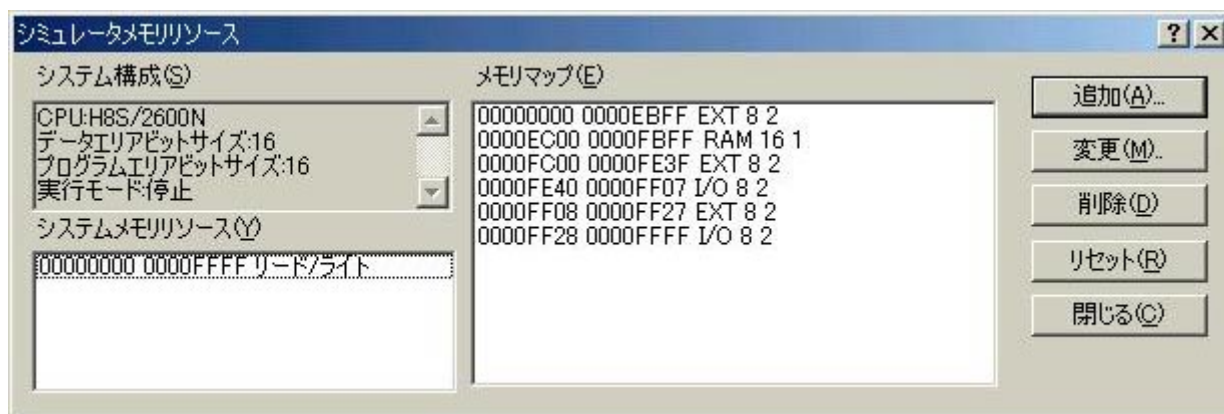 シミュレータメモリリソース
システム構成(S)
CPU:H8S/2600N
データエリアビットサイズ:16
プログラムエリアビットサイズ:16
実行モード:停止
システムメモリリソース(Y)
00000000 0000FFFF リード/ライト
メモリマップ(E)
00000000 0000EBFF EXT 8 2
0000EC00 0000FBFF RAM 16 1
0000FC00 0000FE3F EXT 8 2
0000FE40 0000FF07 I/O 8 2
0000FF08 0000FF27 EXT 8 2
0000FF28 0000FFFF I/O 8 2
追加(A)...
変更(M)..
削除(D)
リセット(R)
閉じる(C)